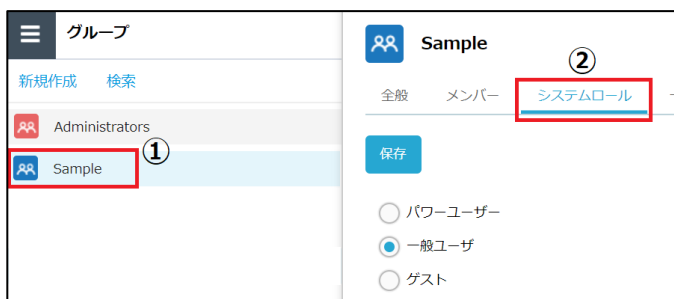 グループ
新規作成 検索
Administrators
①
Sample
Sample
②
全般 メンバー システムロール
保存
パワーユーザー
一般ユーザ
ゲスト